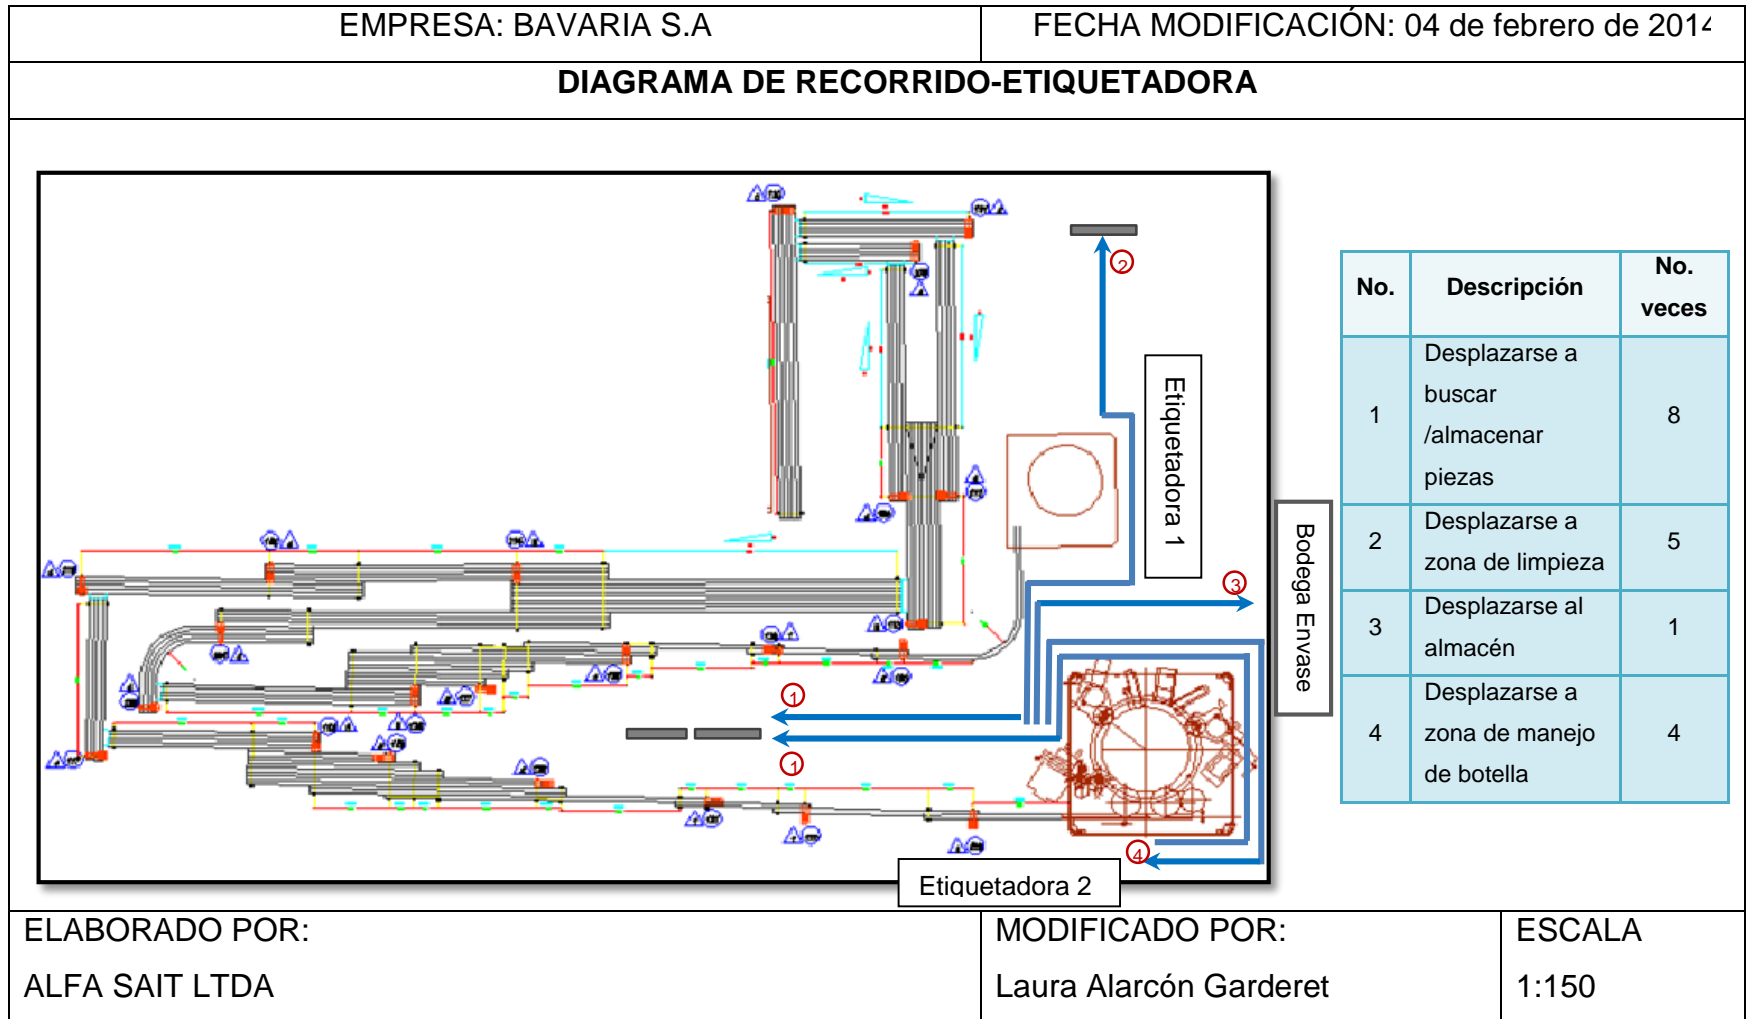 EMPRESA: BAVARIA S.A
FECHA MODIFICACIÓN: 04 de febrero de 2014
DIAGRAMA DE RECORRIDO-ETIQUETADORA
2
Etiquetadora 1
3
Bodega Envase
1
1
4
Etiquetadora 2
No.
Descripción
No.
veces
1
Desplazarse a
buscar
/almacenar
piezas
8
2
Desplazarse a
zona de limpieza
5
3
Desplazarse al
almacén
1
4
Desplazarse a
zona de manejo
de botella
4
ELABORADO POR:
ALFA SAIT LTDA
MODIFICADO POR:
Laura Alarcón Garderet
ESCALA
1:150